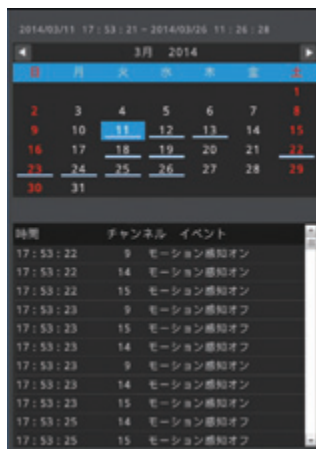 2014/03/11 17 : 53 : 21 ~ 2014/03/26 11 : 26 : 28
3月 2014
日 月 火 水 木 金 土
1
2 3 4 5 6 7 8
9 10 11 12 13 14 15
16 17 18 19 20 21 22
23 24 25 26 27 28 29
30 31
時間 チャンネル イベント
17 : 53 : 22 9 モーション感知オン
17 : 53 : 22 14 モーション感知オン
17 : 53 : 22 15 モーション感知オン
17 : 53 : 23 9 モーション感知オフ
17 : 53 : 23 15 モーション感知オフ
17 : 53 : 23 14 モーション感知オフ
17 : 53 : 23 9 モーション感知オン
17 : 53 : 23 14 モーション感知オン
17 : 53 : 23 15 モーション感知オン
17 : 53 : 25 14 モーション感知オフ
17 : 53 : 25 15 モーション感知オフ